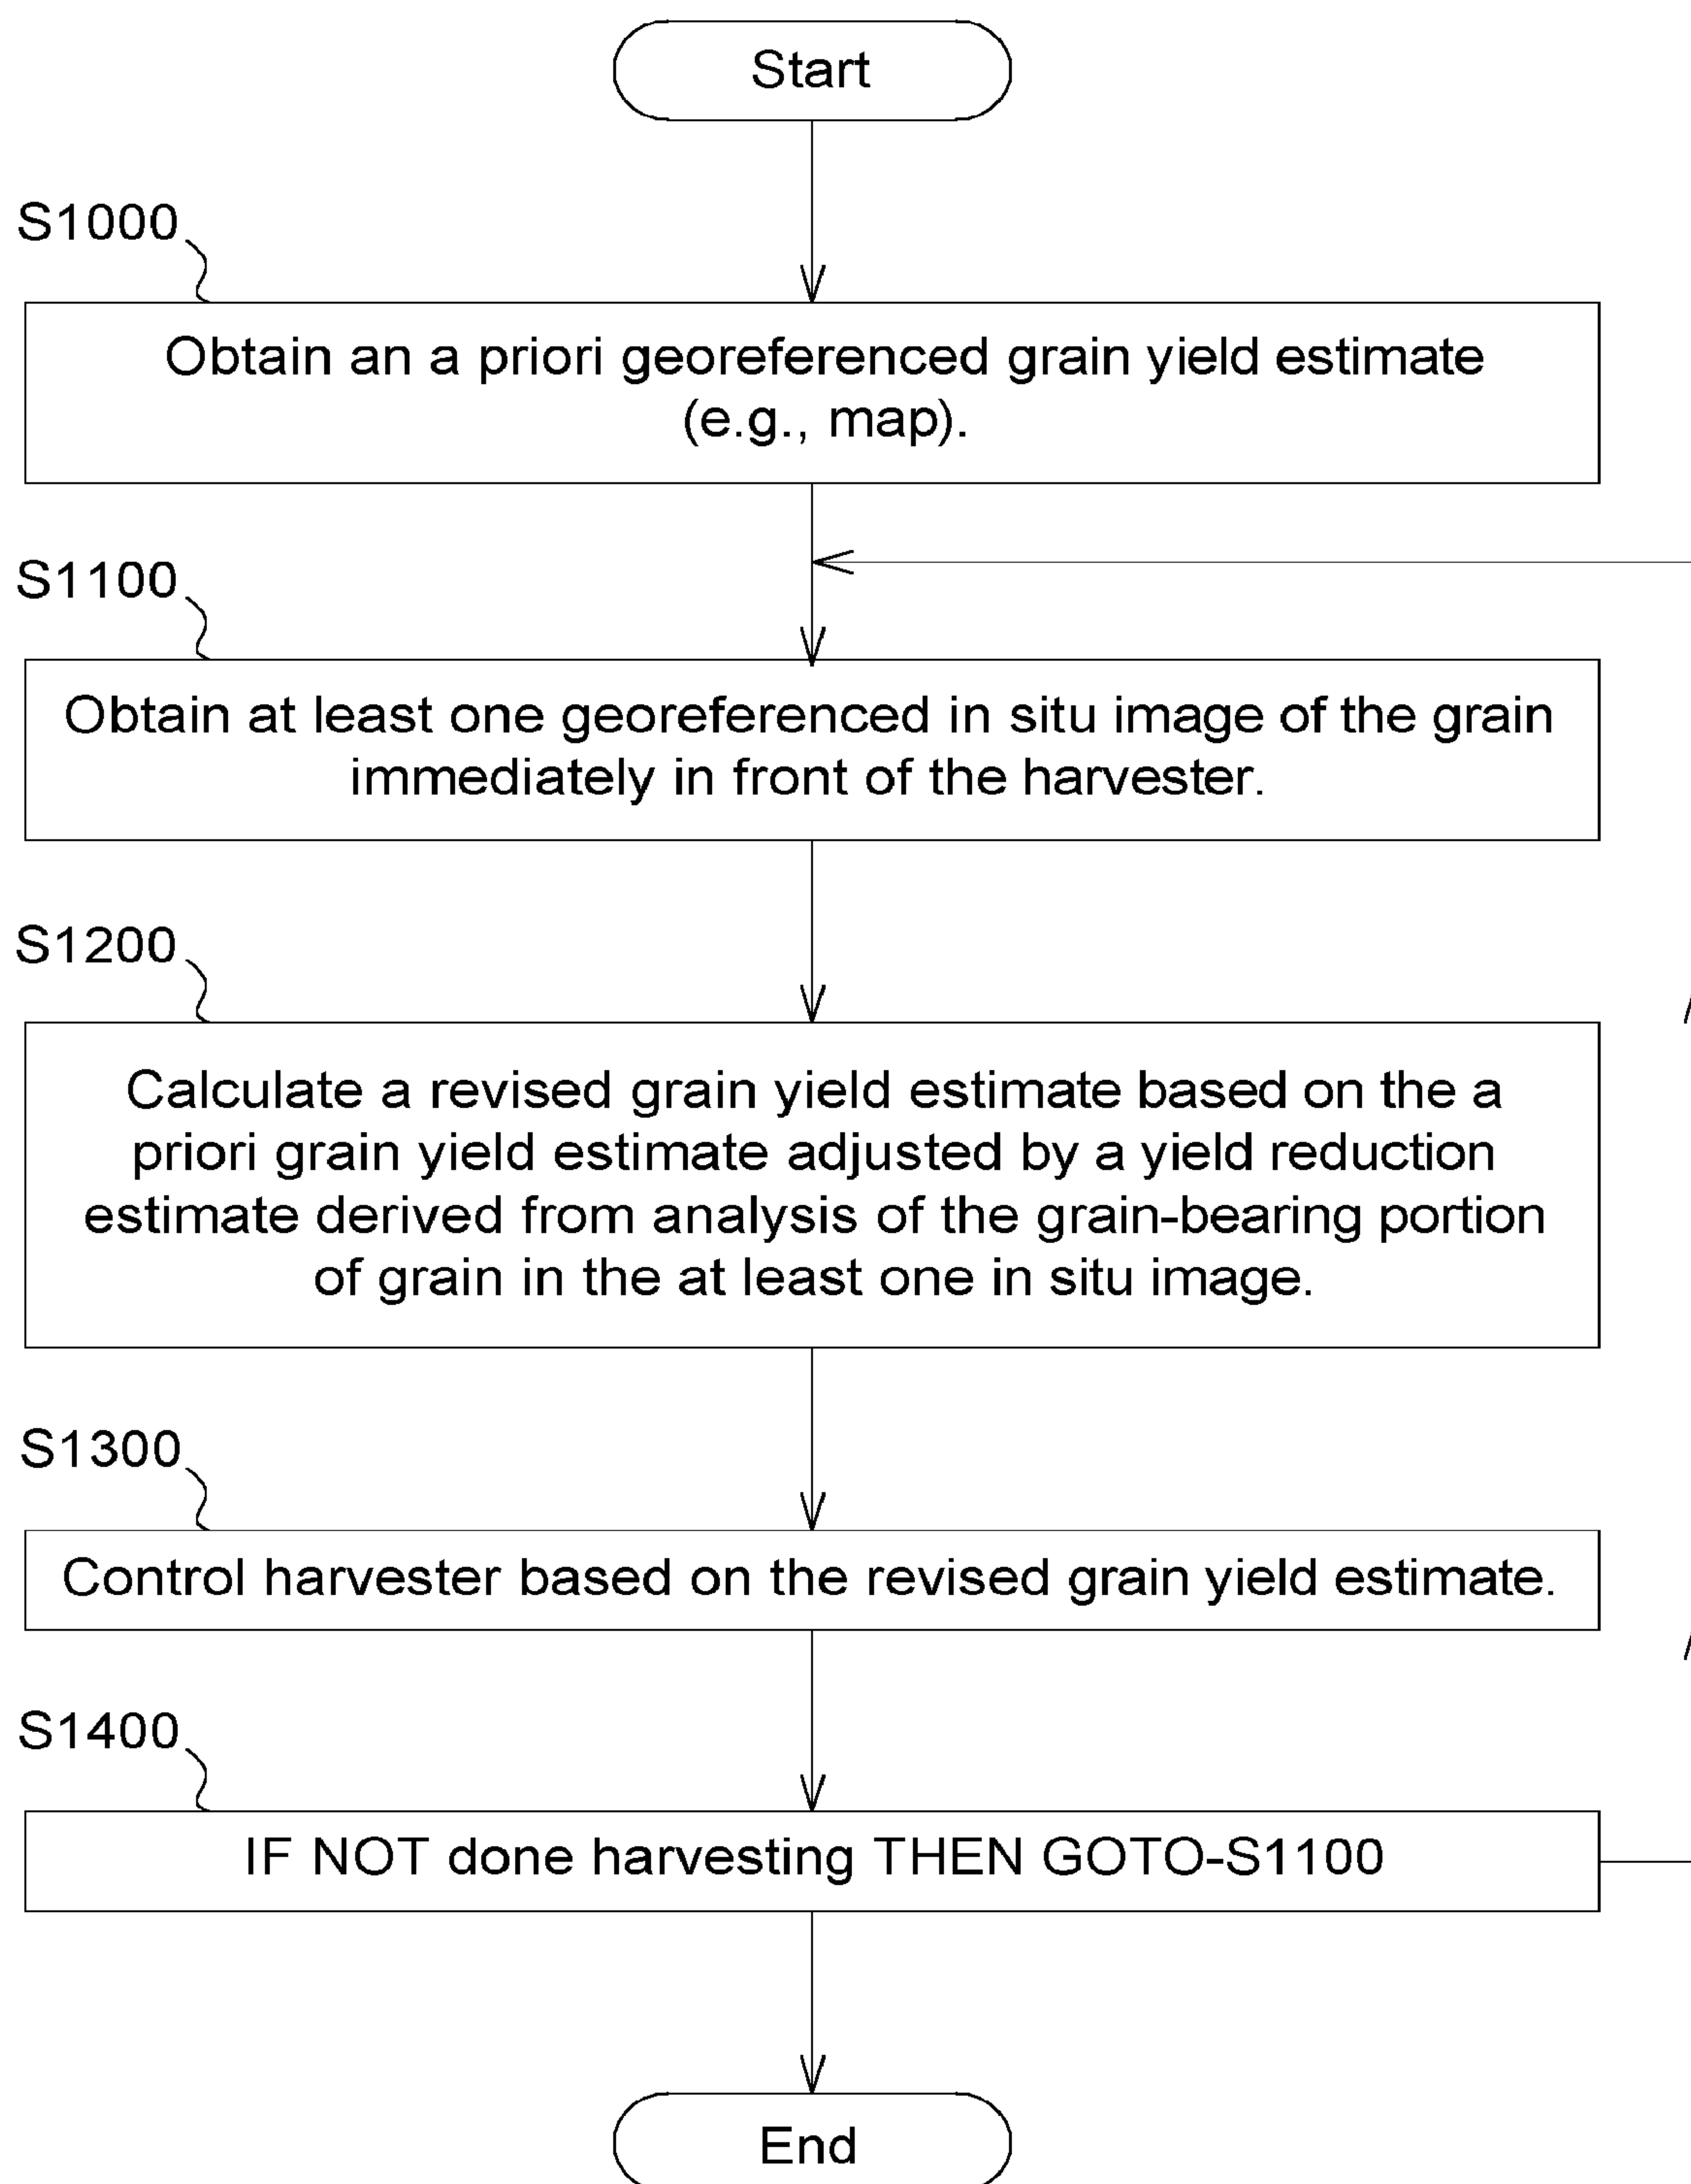 Start
S1000
Obtain an a priori georeferenced grain yield estimate
(e.g., map).
S1100
Obtain at least one georeferenced in situ image of the grain
immediately in front of the harvester.
S1200
Calculate a revised grain yield estimate based on the a
priori grain yield estimate adjusted by a yield reduction
estimate derived from analysis of the grain-bearing portion
of grain in the at least one in situ image.
S1300
Control harvester based on the revised grain yield estimate.
S1400
IF NOT done harvesting THEN GOTO-S1100
End